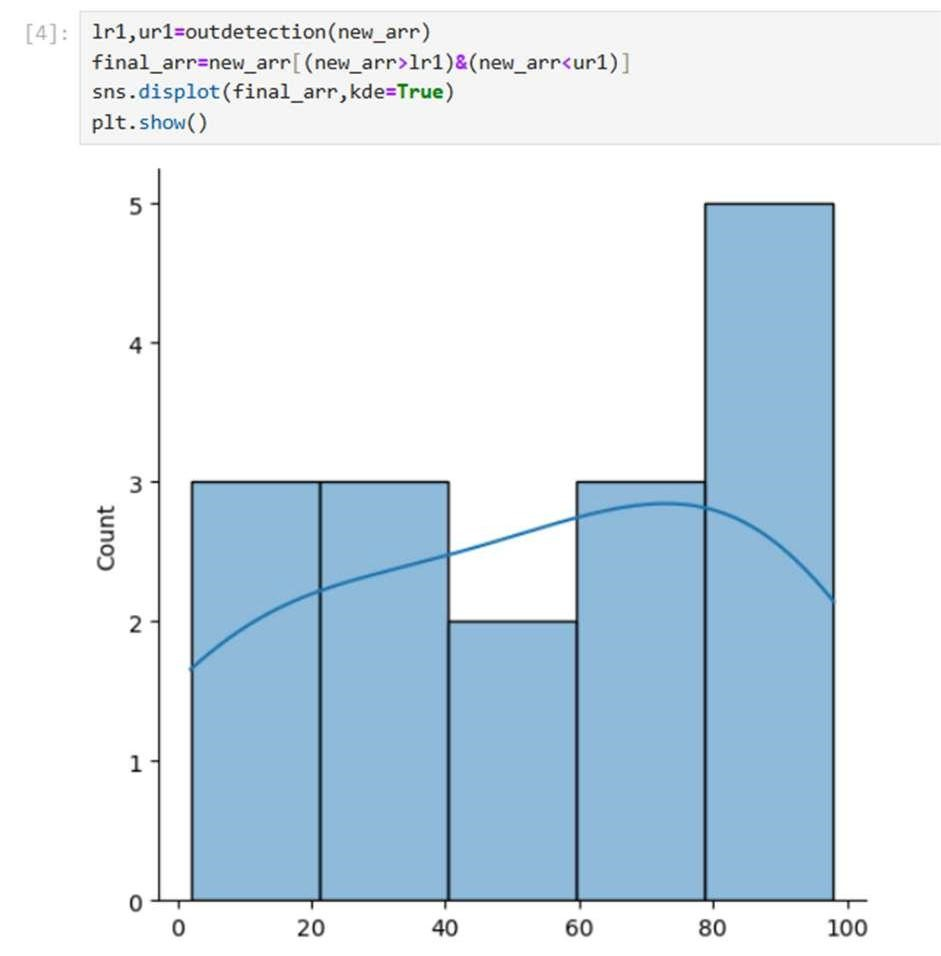 [4]: lr1,ur1=outdetection(new_arr)
final_arr=new_arr[(new_arr>lr1)&(new_arr<ur1)]
sns.displot(final_arr,kde=True)
plt.show()
5
4
3
2
1
0
Count
0 20 40 60 80 100